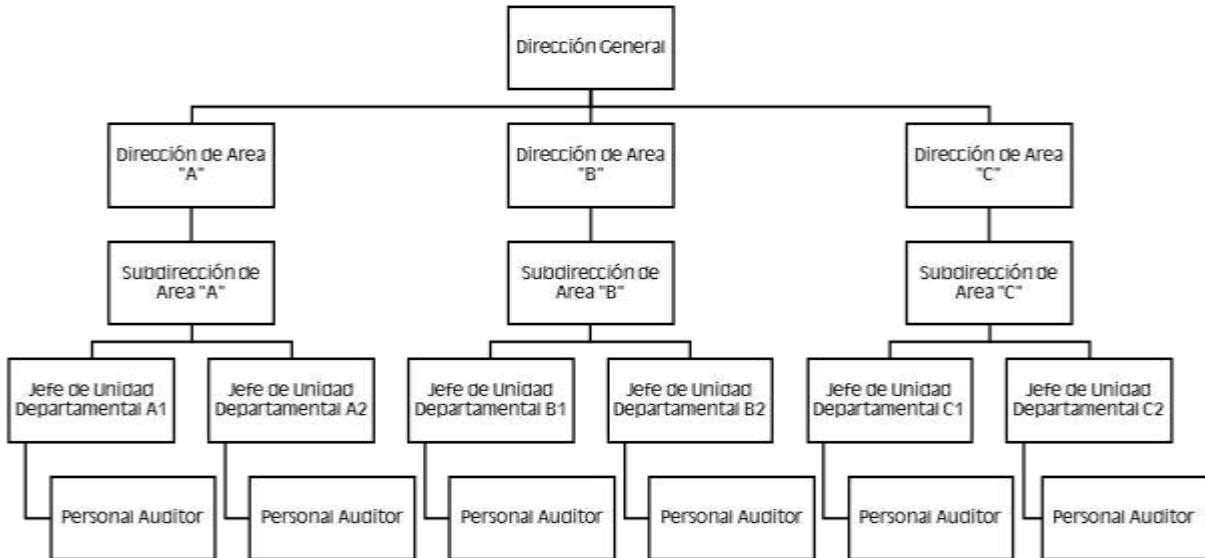 Dirección General
Dirección de Area
"A"
Dirección de Area
"B"
Dirección de Area
"C"
Subdirección de
Area "A"
Subdirección de
Area "B"
Subdirección de
Area "C"
Jefe de Unidad
Departamental A1
Jefe de Unidad
Departamental A2
Jefe de Unidad
Departamental B1
Jefe de Unidad
Departamental B2
Jefe de Unidad
Departamental C1
Jefe de Unidad
Departamental C2
Personal Auditor
Personal Auditor
Personal Auditor
Personal Auditor
Personal Auditor
Personal Auditor